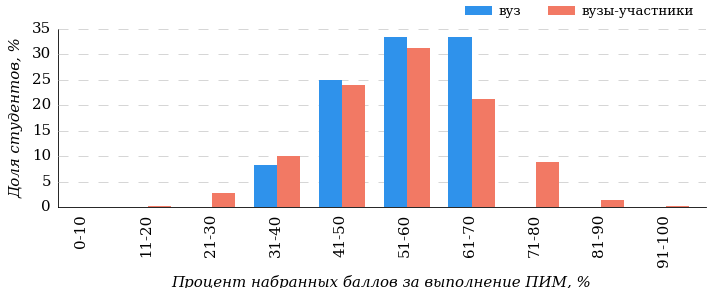 вуз вузы-участники
35
30
25
20
15
10
5
0
Доля студентов, %
0-10 11-20 21-30 31-40 41-50 51-60 61-70 71-80 81-90 91-100
Процент набранных баллов за выполнение ПИМ, %